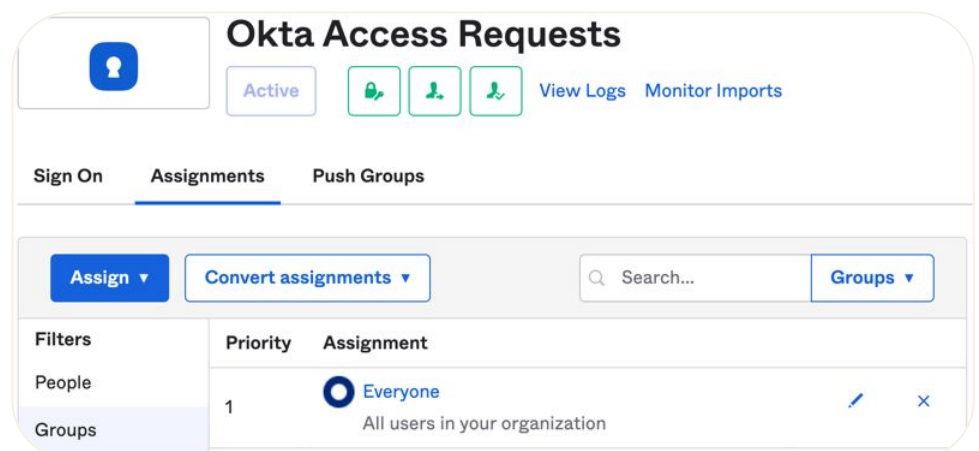 Okta Access Requests
Active View Logs Monitor Imports
Sign On Assignments Push Groups
Assign Convert assignments Search... Groups
Filters Priority Assignment
People
Everyone
1
All users in your organization
Groups